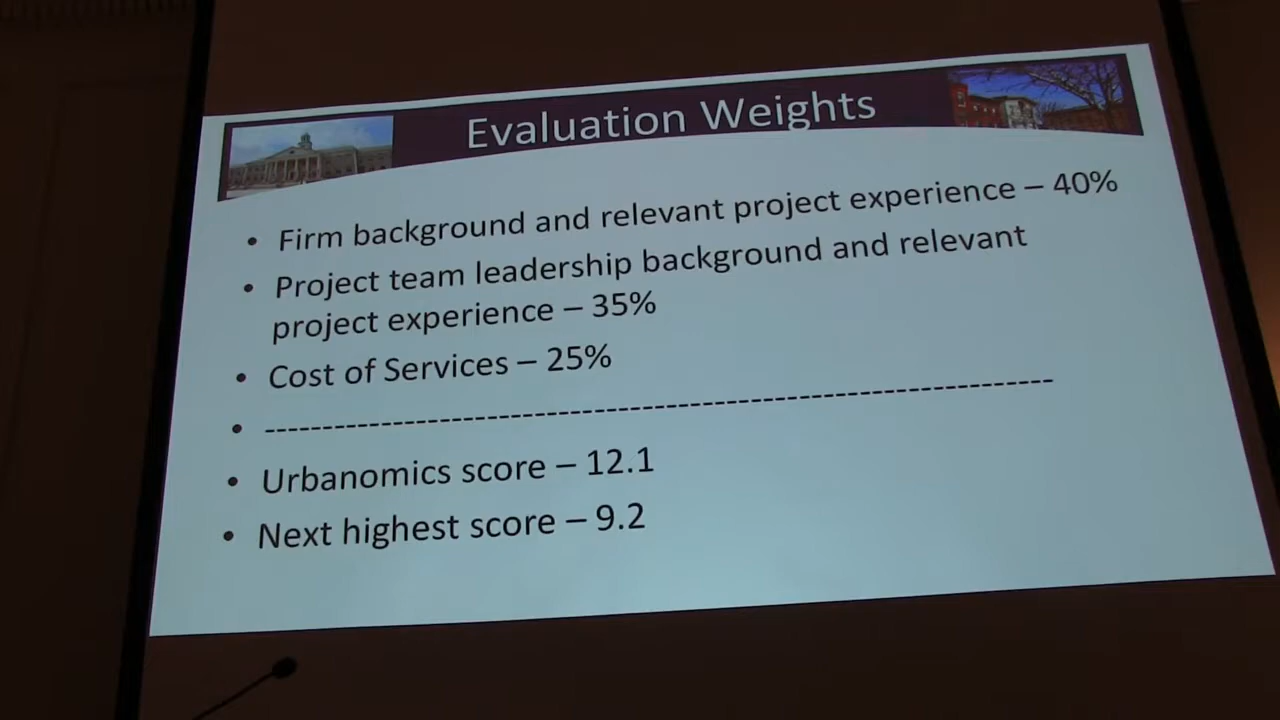 Evaluation Weights
• Firm background and relevant project experience – 40%
• Project team leadership background and relevant
project experience – 35%
• Cost of Services – 25%
• --------------------------------------------------------------------
• Urbanomics score – 12.1
• Next highest score – 9.2